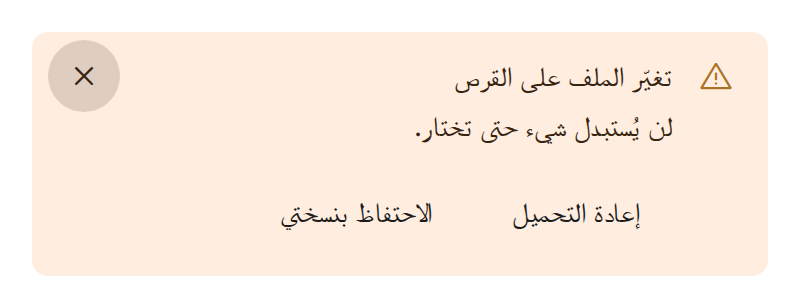 تغيّر الملف على القرص
لن يُستبدل شيء حتى تختار.
إعادة التحميل
الاحتفاظ بنسختي